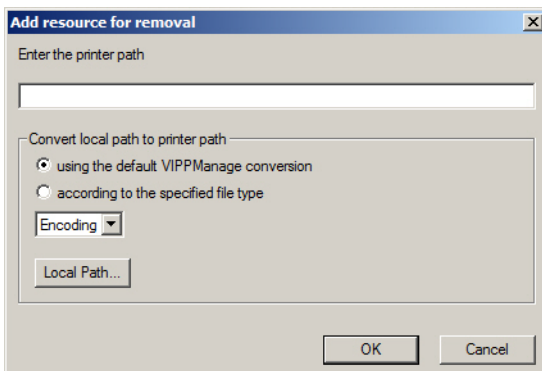 Add resource for removal
Enter the printer path
Convert local path to printer path
using the default VIPPManage conversion
according to the specified file type
Encoding
Local Path...
OK Cancel